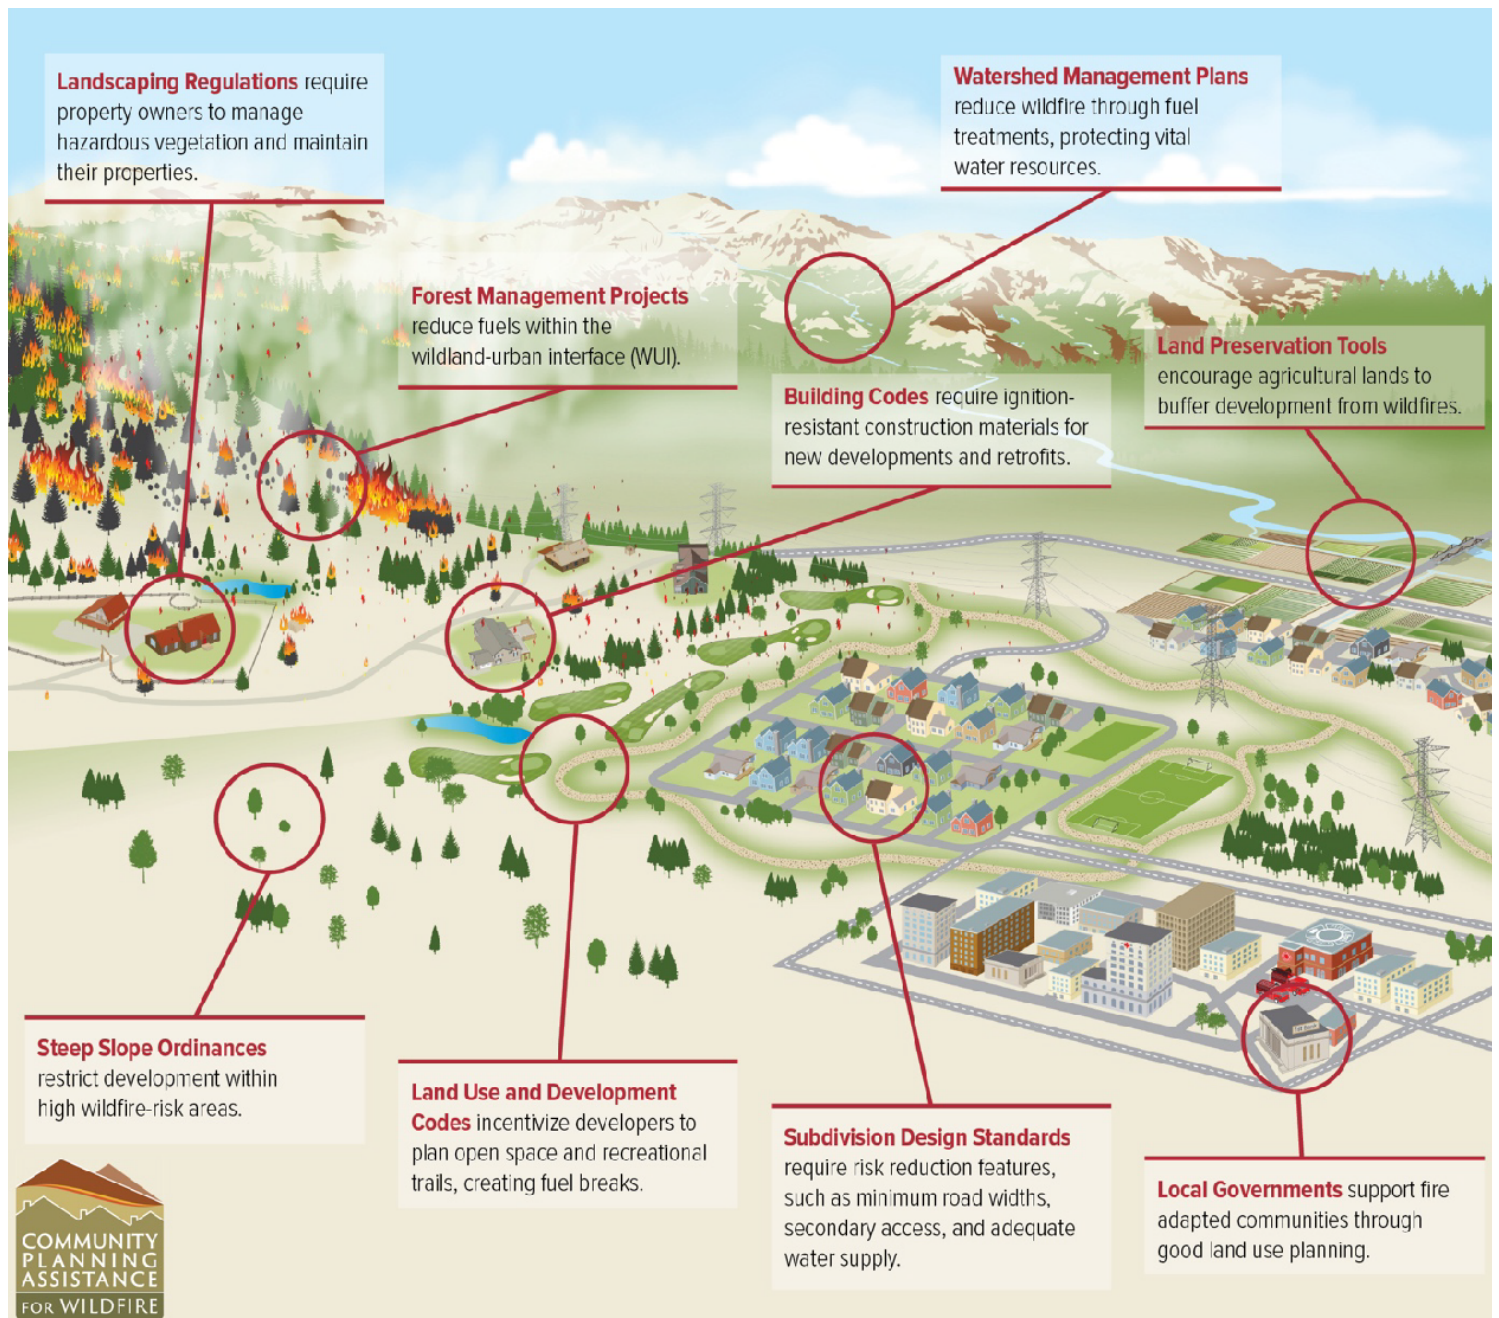 Landscaping Regulations require
property owners to manage
hazardous vegetation and maintain
their properties.
Watershed Management Plans
reduce wildfire through fuel
treatments, protecting vital
water resources.
Forest Management Projects
reduce fuels within the
wildland-urban interface (WUI).
Land Preservation Tools
encourage agricultural lands to
buffer development from wildfires.
Building Codes require ignition-
resistant construction materials for
new developments and retrofits.
Steep Slope Ordinances
restrict development within
high wildfire-risk areas.
Land Use and Development
Codes incentivize developers to
plan open space and recreational
trails, creating fuel breaks.
Subdivision Design Standards
require risk reduction features,
such as minimum road widths,
secondary access, and adequate
water supply.
Local Governments support fire
adapted communities through
good land use planning.
COMMUNITY
PLANNING
ASSISTANCE
FOR WILDFIRE